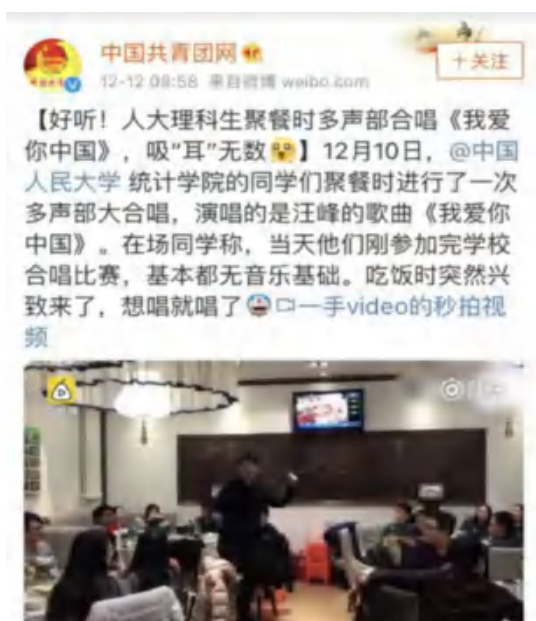 中国共青团网
+关注
12-12 08:58 来自微博 weibo.com
【好听！人大理科生聚餐时多声部合唱《我爱
你中国》，吸“耳”无数】12月10日，@中国
人民大学 统计学院的同学们聚餐时进行了一次
多声部大合唱，演唱的是汪峰的歌曲《我爱你
中国》。在场同学称，当天他们刚参加完学校
合唱比赛，基本都无音乐基础。吃饭时突然兴
致来了，想唱就唱了 一手video的秒拍视
频